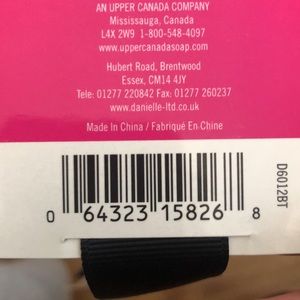 AN UPPER CANADA COMPANY
Mississauga, Canada
L4X 2W9 1-800-548-4097
www.uppercanadasoap.com
Hubert Road, Brentwood
Essex, CM14 4JY
Tele: 01277 220842 Fax: 01277 260237
www.danielle-ltd.co.uk
Made In China / Fabriqué En Chine
D6012BT
0 64323 15826 8